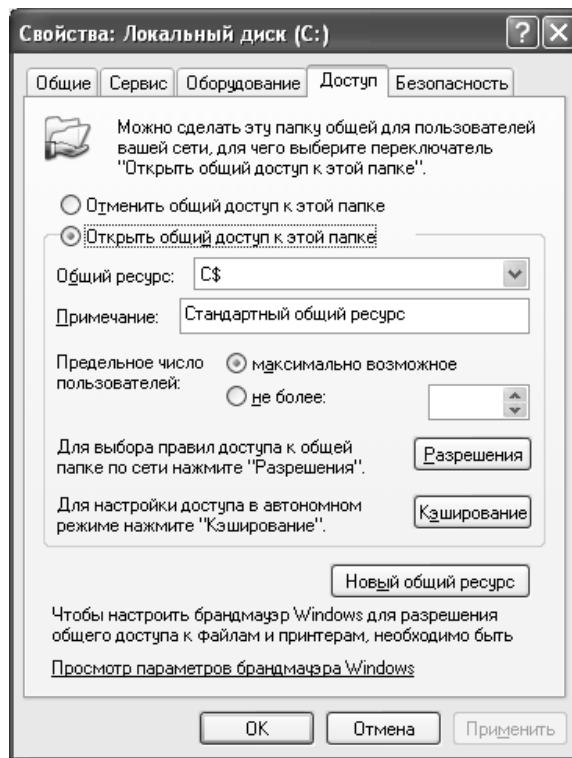 Свойства: Локальный диск (C:)
Общие Сервис Оборудование Доступ Безопасность
Можно сделать эту папку общей для пользователей
вашей сети, для чего выберите переключатель
"Открыть общий доступ к этой папке".
Отменить общий доступ к этой папке
Открыть общий доступ к этой папке
Общий ресурс: C$
Примечание: Стандартный общий ресурс
Предельное число
пользователей:
максимально возможное
не более:
Для выбора правил доступа к общей
папке по сети нажмите "Разрешения".
Разрешения
Для настройки доступа в автономном
режиме нажмите "Кэширование".
Кэширование
Новый общий ресурс
Чтобы настроить брандмауэр Windows для разрешения
общего доступа к файлам и принтерам, необходимо быть
Просмотр параметров брандмауэра Windows
OK Отмена Применить